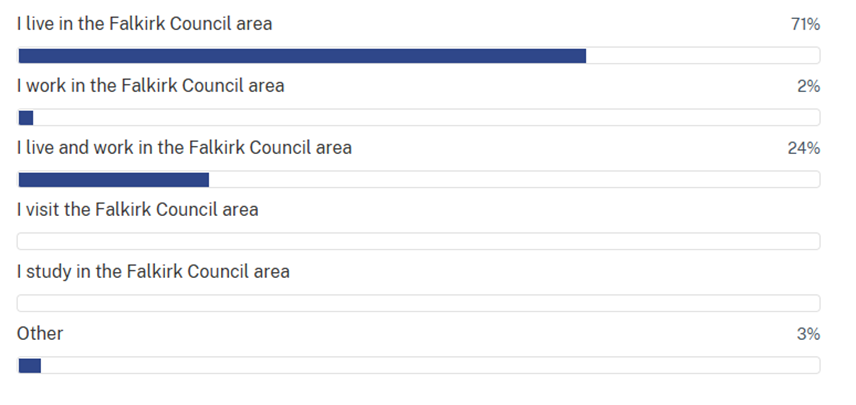 I live in the Falkirk Council area 71%
I work in the Falkirk Council area 2%
I live and work in the Falkirk Council area 24%
I visit the Falkirk Council area
I study in the Falkirk Council area
Other 3%